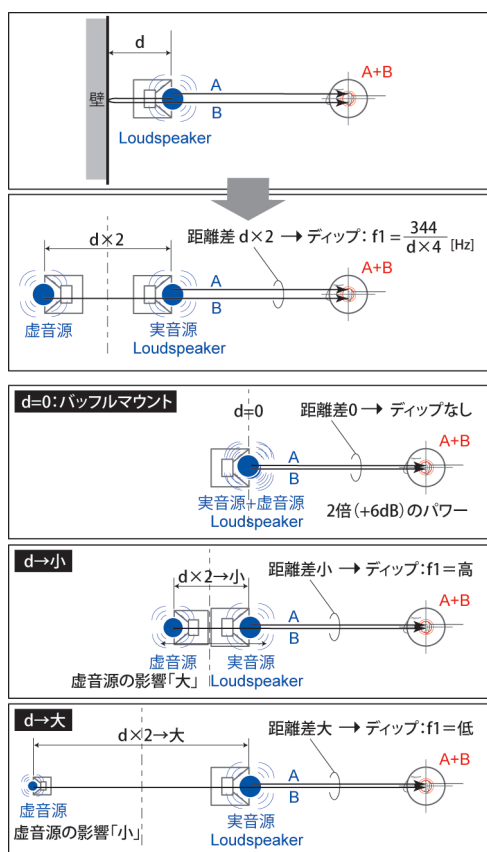 d
壁
A
B
A+B
Loudspeaker
d×2
距離差 d×2 → ディップ: f1=344/d×4 [Hz]
A
B
A+B
虚音源
実音源
Loudspeaker
d=0:バッフルマウント
d=0
距離差0 → ディップなし
A
B
A+B
実音源+虚音源
Loudspeaker
2倍(+6dB)のパワー
d→小
d×2→小
距離差小 → ディップ:f1=高
A
B
A+B
虚音源
実音源
虚音源の影響「大」
Loudspeaker
d→大
d×2→大
距離差大 → ディップ:f1=低
A
B
A+B
虚音源
実音源
虚音源の影響「小」
Loudspeaker